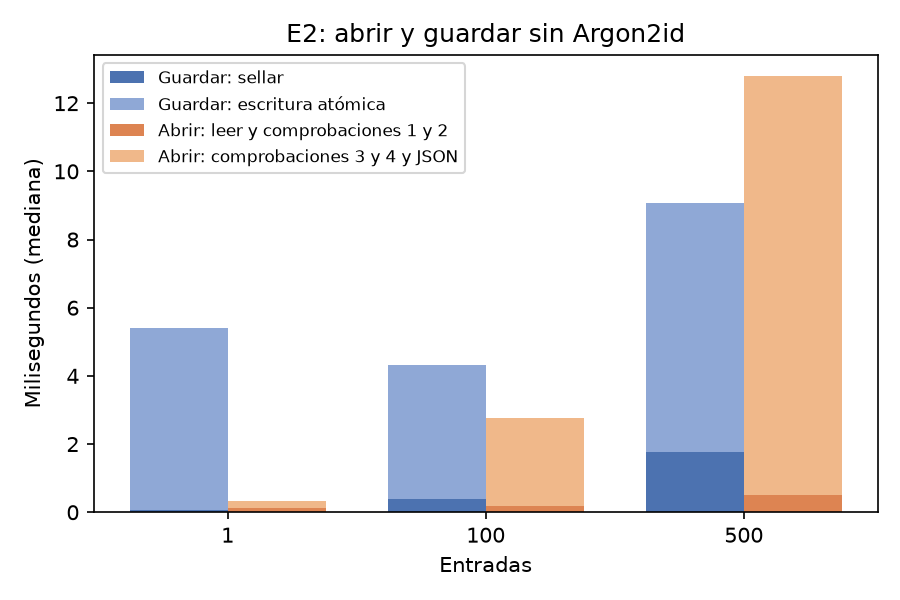 E2: abrir y guardar sin Argon2id
Guardar: sellar
Guardar: escritura atómica
Abrir: leer y comprobaciones 1 y 2
Abrir: comprobaciones 3 y 4 y JSON
Milisegundos (mediana)
12
10
8
6
4
2
0
1
100
500
Entradas